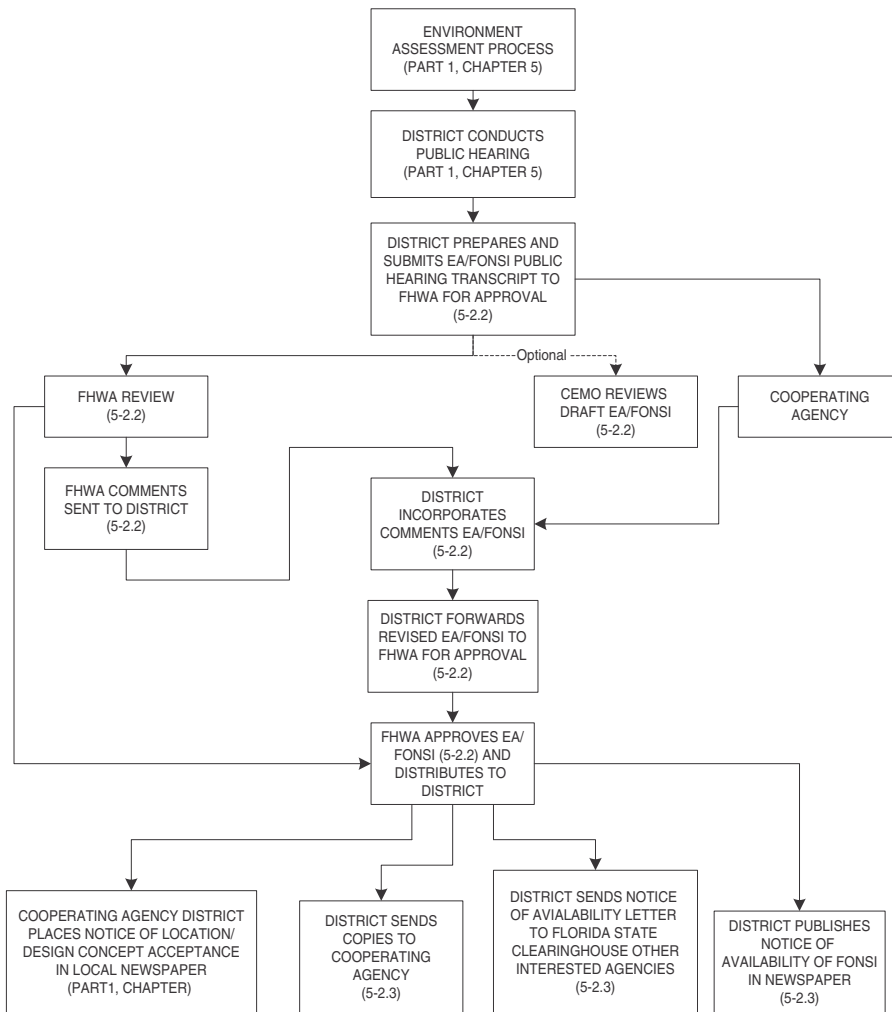 ENVIRONMENT
ASSESSMENT PROCESS
(PART 1, CHAPTER 5)
DISTRICT CONDUCTS
PUBLIC HEARING
(PART 1, CHAPTER 5)
DISTRICT PREPARES AND
SUBMITS EA/FONSI PUBLIC
HEARING TRANSCRIPT TO
FHWA FOR APPROVAL
(5-2.2)
Optional
FHWA REVIEW
(5-2.2)
CEMO REVIEWS
DRAFT EA/FONSI
(5-2.2)
COOPERATING
AGENCY
FHWA COMMENTS
SENT TO DISTRICT
(5-2.2)
DISTRICT
INCORPORATES
COMMENTS EA/FONSI
(5-2.2)
DISTRICT FORWARDS
REVISED EA/FONSI TO
FHWA FOR APPROVAL
(5-2.2)
FHWA APPROVES EA/
FONSI (5-2.2) AND
DISTRIBUTES TO
DISTRICT
COOPERATING AGENCY DISTRICT
PLACES NOTICE OF LOCATION/
DESIGN CONCEPT ACCEPTANCE
IN LOCAL NEWSPAPER
(PART1, CHAPTER)
DISTRICT SENDS
COPIES TO
COOPERATING
AGENCY
(5-2.3)
DISTRICT SENDS NOTICE
OF AVIALABILITY LETTER
TO FLORIDA STATE
CLEARINGHOUSE OTHER
INTERESTED AGENCIES
(5-2.3)
DISTRICT PUBLISHES
NOTICE OF
AVAILABILITY OF FONSI
IN NEWSPAPER
(5-2.3)